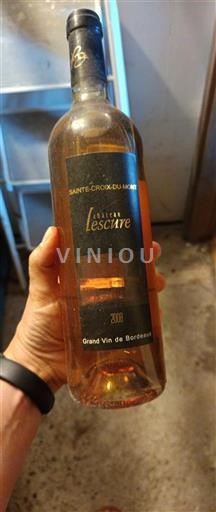 SAINTE-CROIX-DU-MONT
château
lescure
VINIOU
2008
Grand Vin de Bordeaux